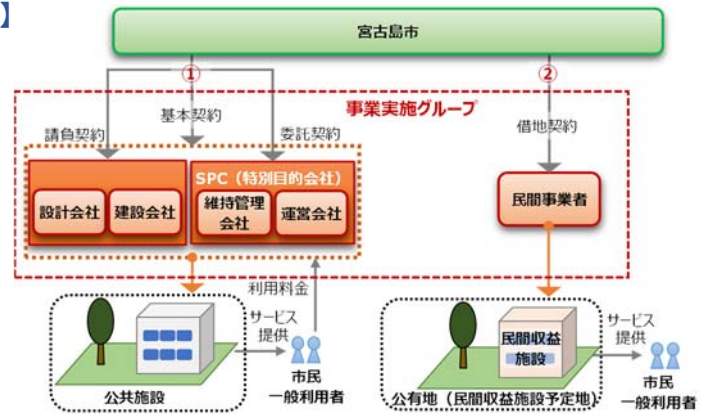 】
宮古島市
① ②
事業実施グループ
請負契約
基本契約
委託契約
借地契約
SPC（特別目的会社）
設計会社
建設会社
維持管理
会社
運営会社
民間事業者
利用料金
サービス
提供
市民
一般利用者
公共施設
民間収益
施設
サービス
提供
市民
一般利用者
公有地（民間収益施設予定地）